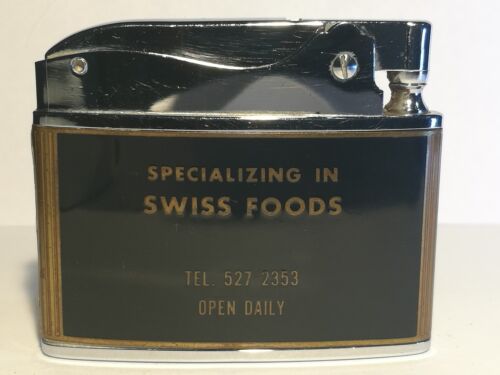 SPECIALIZING IN
SWISS FOODS
TEL. 527 2353
OPEN DAILY